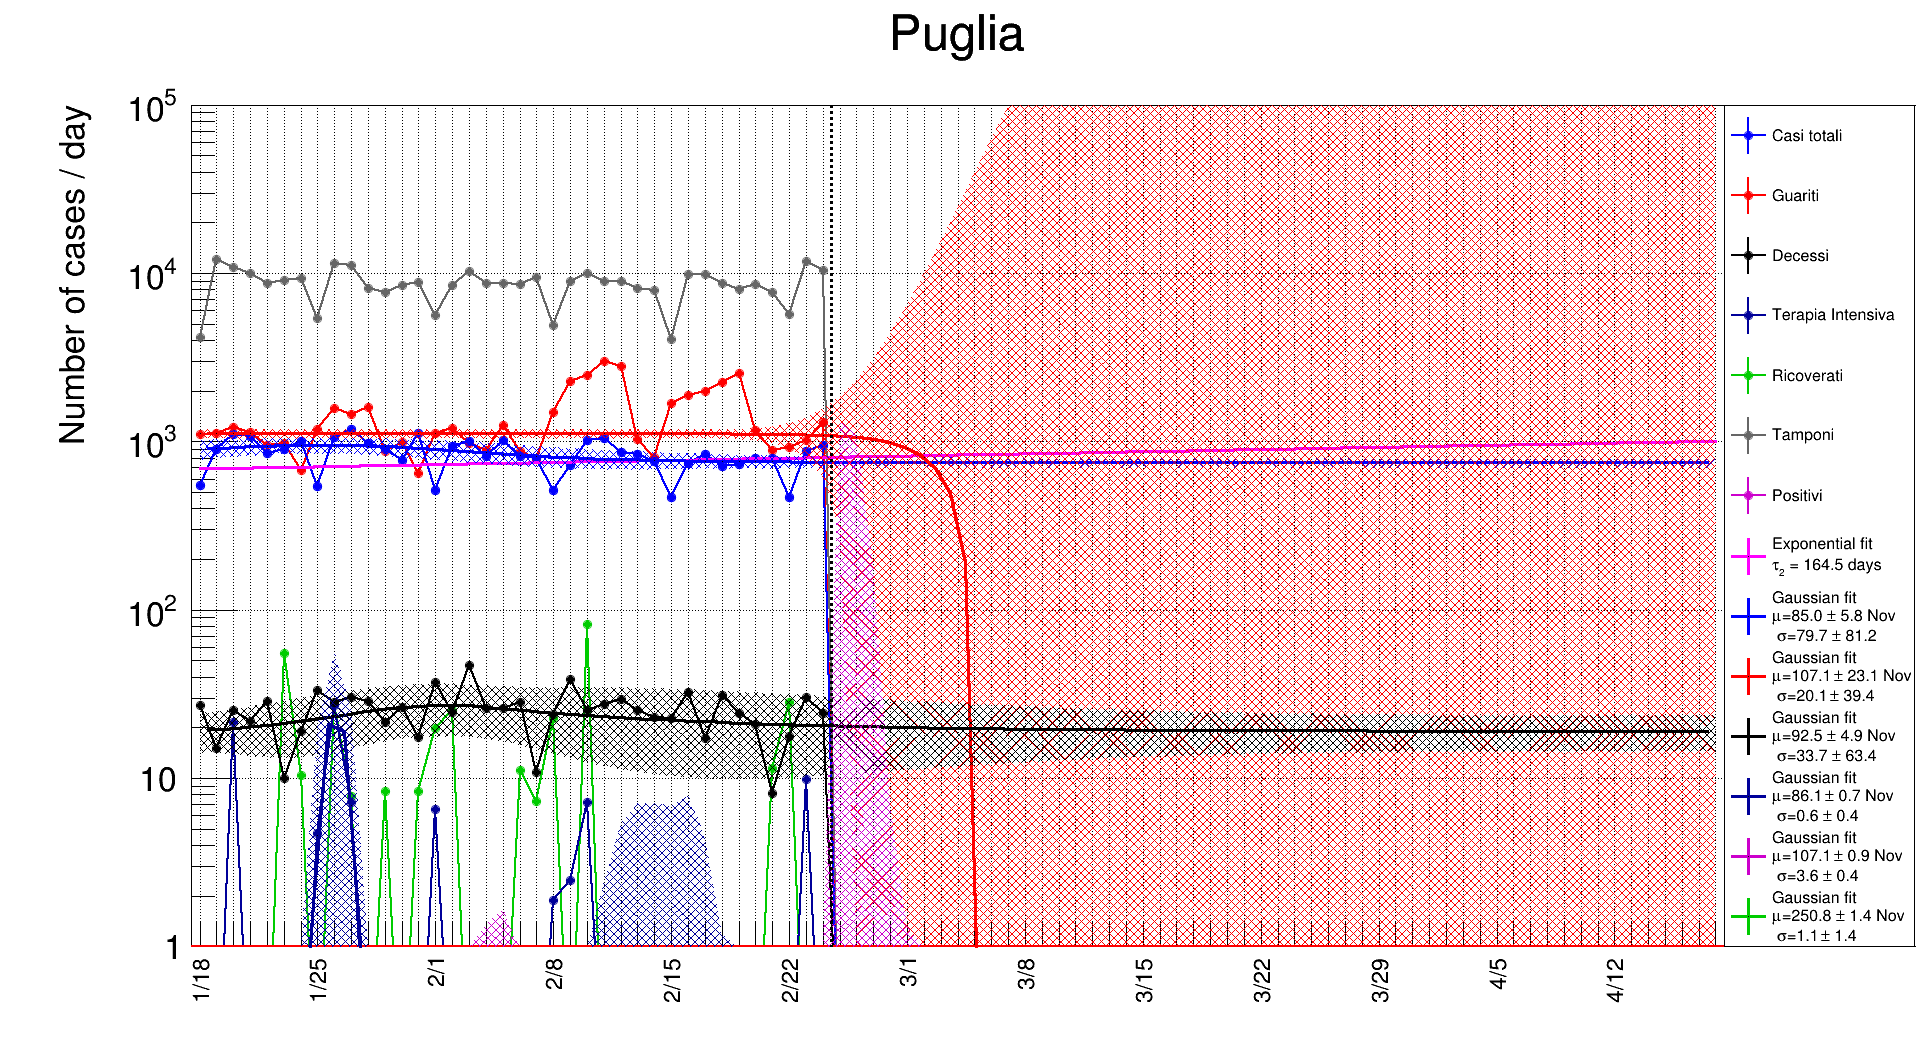 Puglia
Number of cases / day
10^5
10^4
10^3
10^2
10
1
1/18
1/25
2/1
2/8
2/15
2/22
3/1
3/8
3/15
3/22
3/29
4/5
4/12
Casi totali
Guariti
Decessi
Terapia Intensiva
Ricoverati
Tamponi
Positivi
Exponential fit
τ₂ = 164.5 days
Gaussian fit
μ=85.0 ± 5.8 Nov
σ=79.7 ± 81.2
Gaussian fit
μ=107.1 ± 23.1 Nov
σ=20.1 ± 39.4
Gaussian fit
μ=92.5 ± 4.9 Nov
σ=33.7 ± 63.4
Gaussian fit
μ=86.1 ± 0.7 Nov
σ=0.6 ± 0.4
Gaussian fit
μ=107.1 ± 0.9 Nov
σ=3.6 ± 0.4
Gaussian fit
μ=250.8 ± 1.4 Nov
σ=1.1 ± 1.4